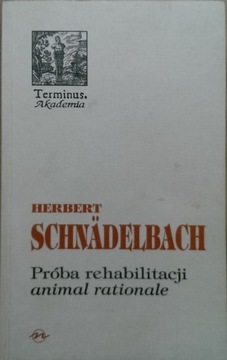 Terminus.
Akademia
HERBERT
SCHNÄDELBACH
Próba rehabilitacji
animal rationale